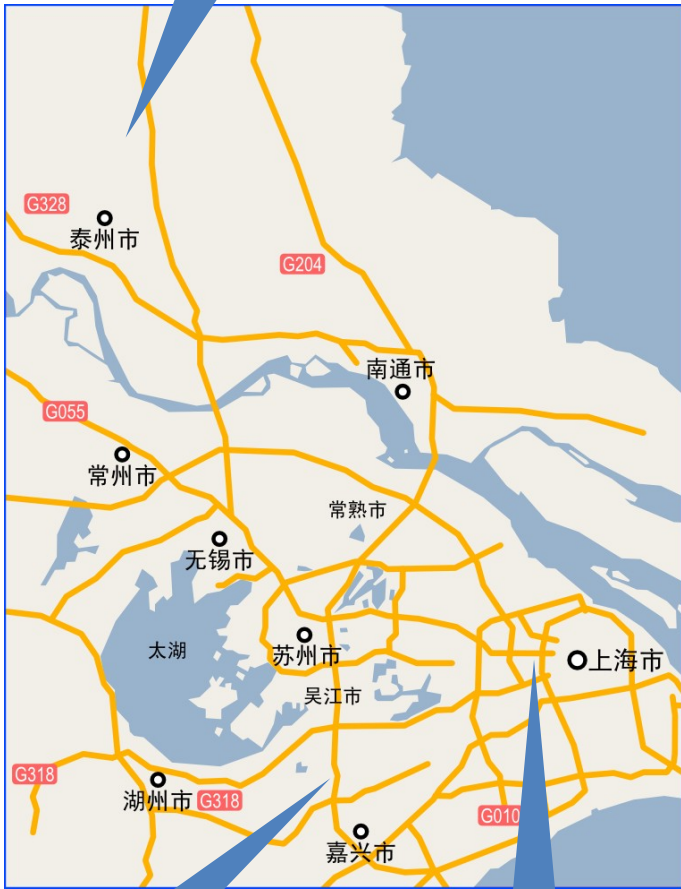 G328
泰州市
G204
南通市
G055
常州市
常熟市
无锡市
太湖
苏州市
上海市
吴江市
G318
湖州市
G318
G010
嘉兴市